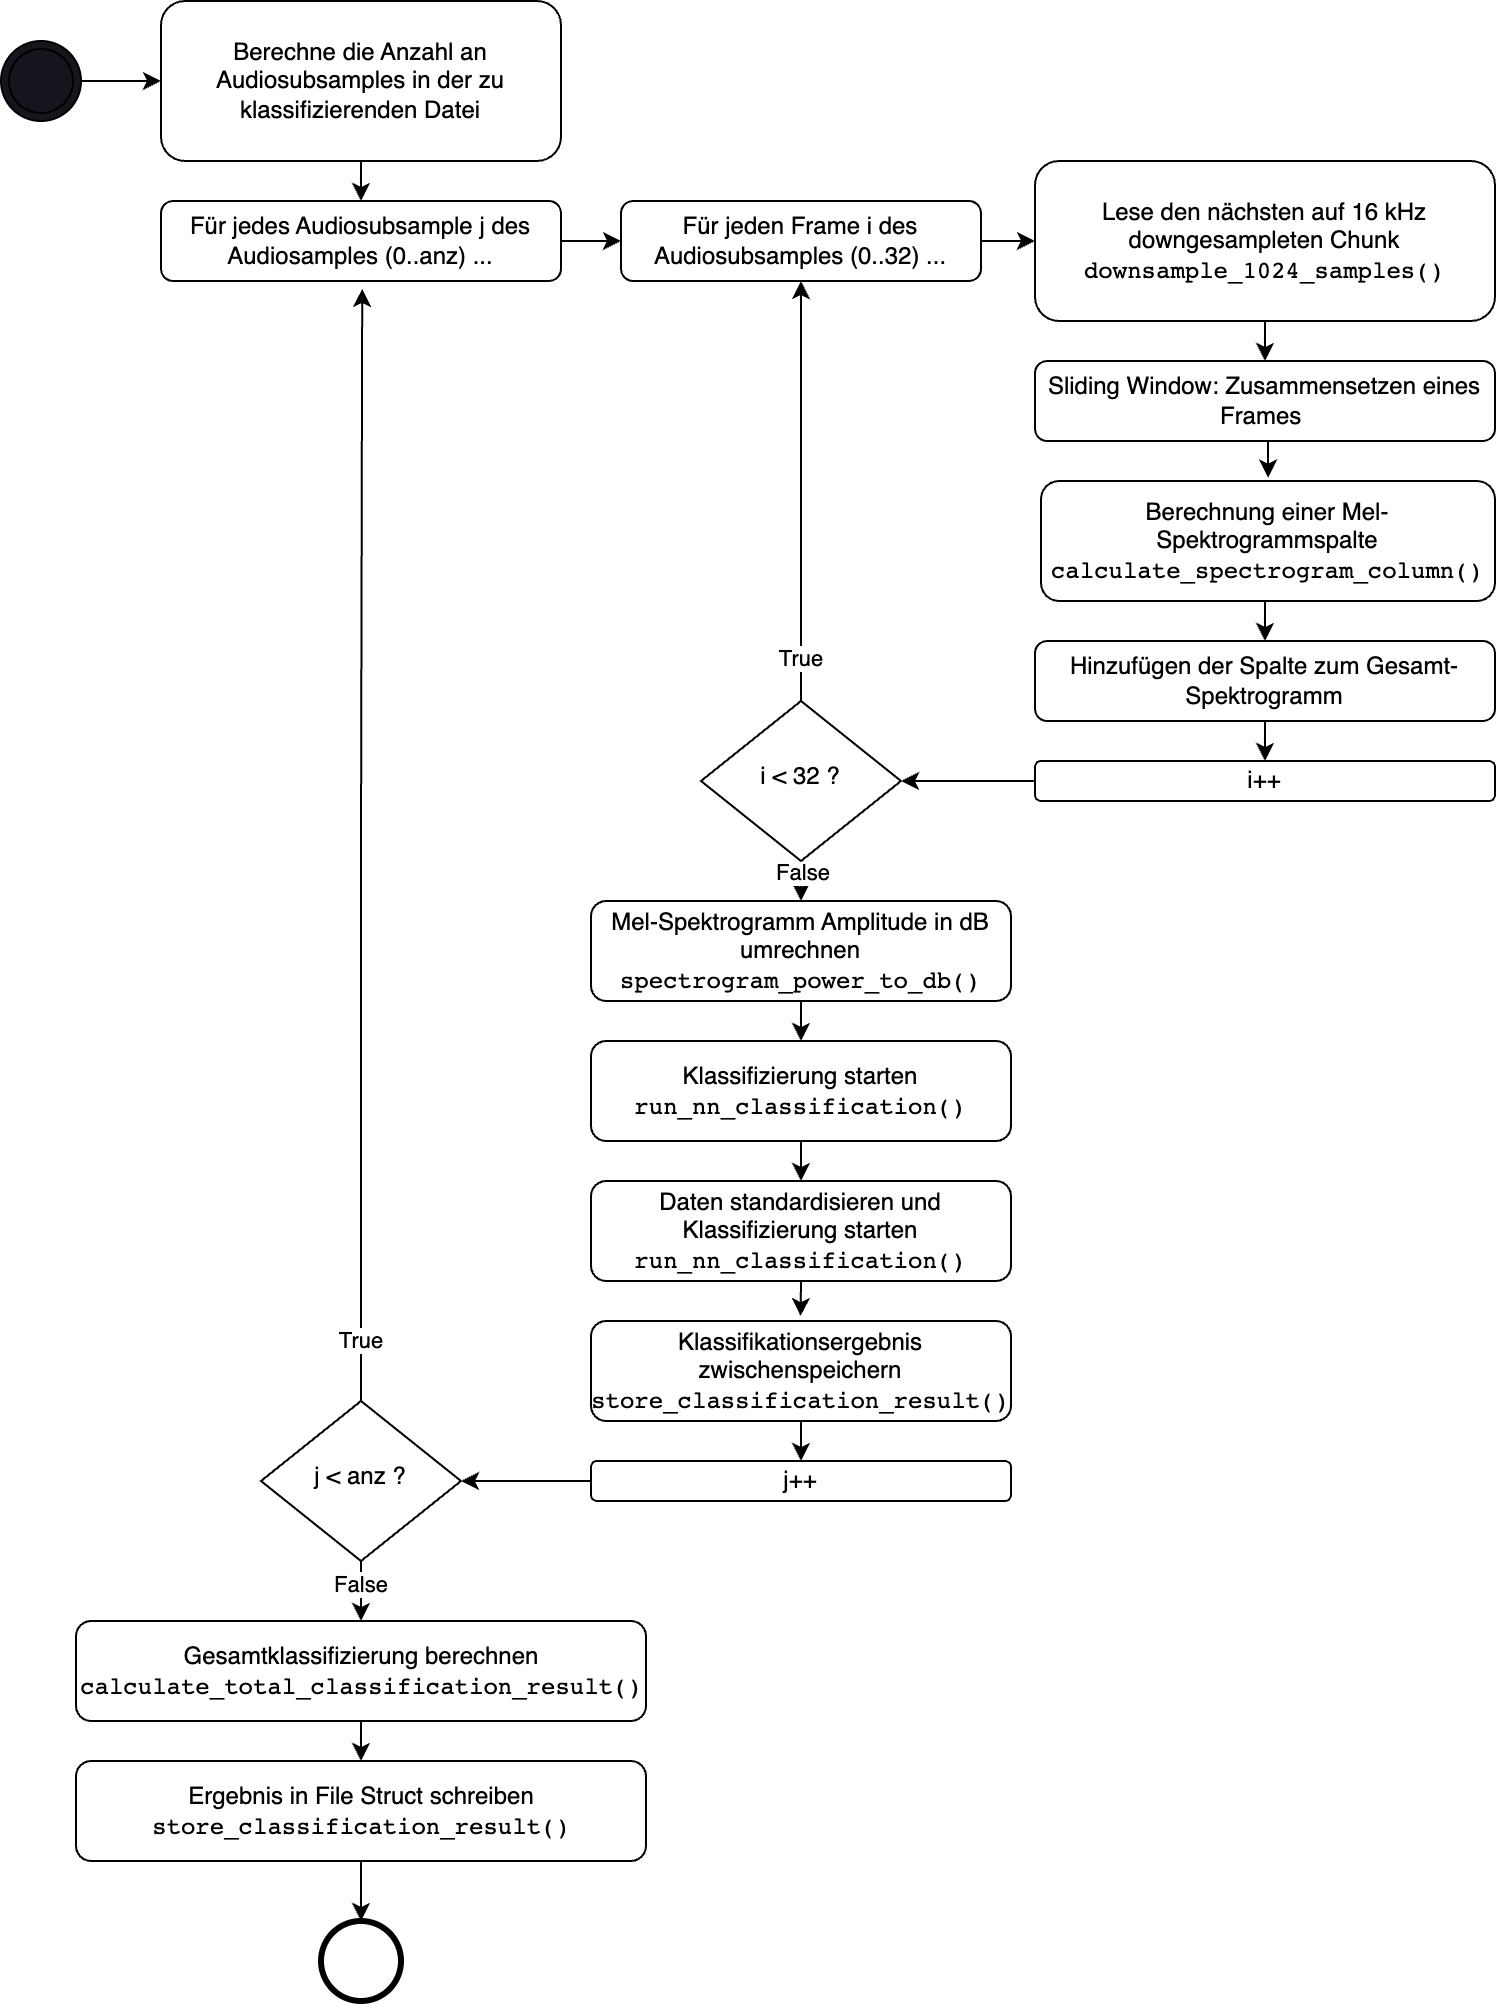 Berechne die Anzahl an
Audiosubsamples in der zu
klassifizierenden Datei
Für jedes Audiosubsample j des
Audiosamples (0..anz) ...
Für jeden Frame i des
Audiosubsamples (0..32) ...
Lese den nächsten auf 16 kHz
downgesampleten Chunk
downsample_1024_samples()
Sliding Window: Zusammensetzen eines
Frames
Berechnung einer Mel-
Spektrogrammspalte
calculate_spectrogram_column()
Hinzufügen der Spalte zum Gesamt-
Spektrogramm
i++
True
i < 32 ?
False
Mel-Spektrogramm Amplitude in dB
umrechnen
spectrogram_power_to_db()
Klassifizierung starten
run_nn_classification()
Daten standardisieren und
Klassifizierung starten
run_nn_classification()
Klassifikationsergebnis
zwischenspeichern
store_classification_result()
j++
True
j < anz ?
False
Gesamtklassifizierung berechnen
calculate_total_classification_result()
Ergebnis in File Struct schreiben
store_classification_result()